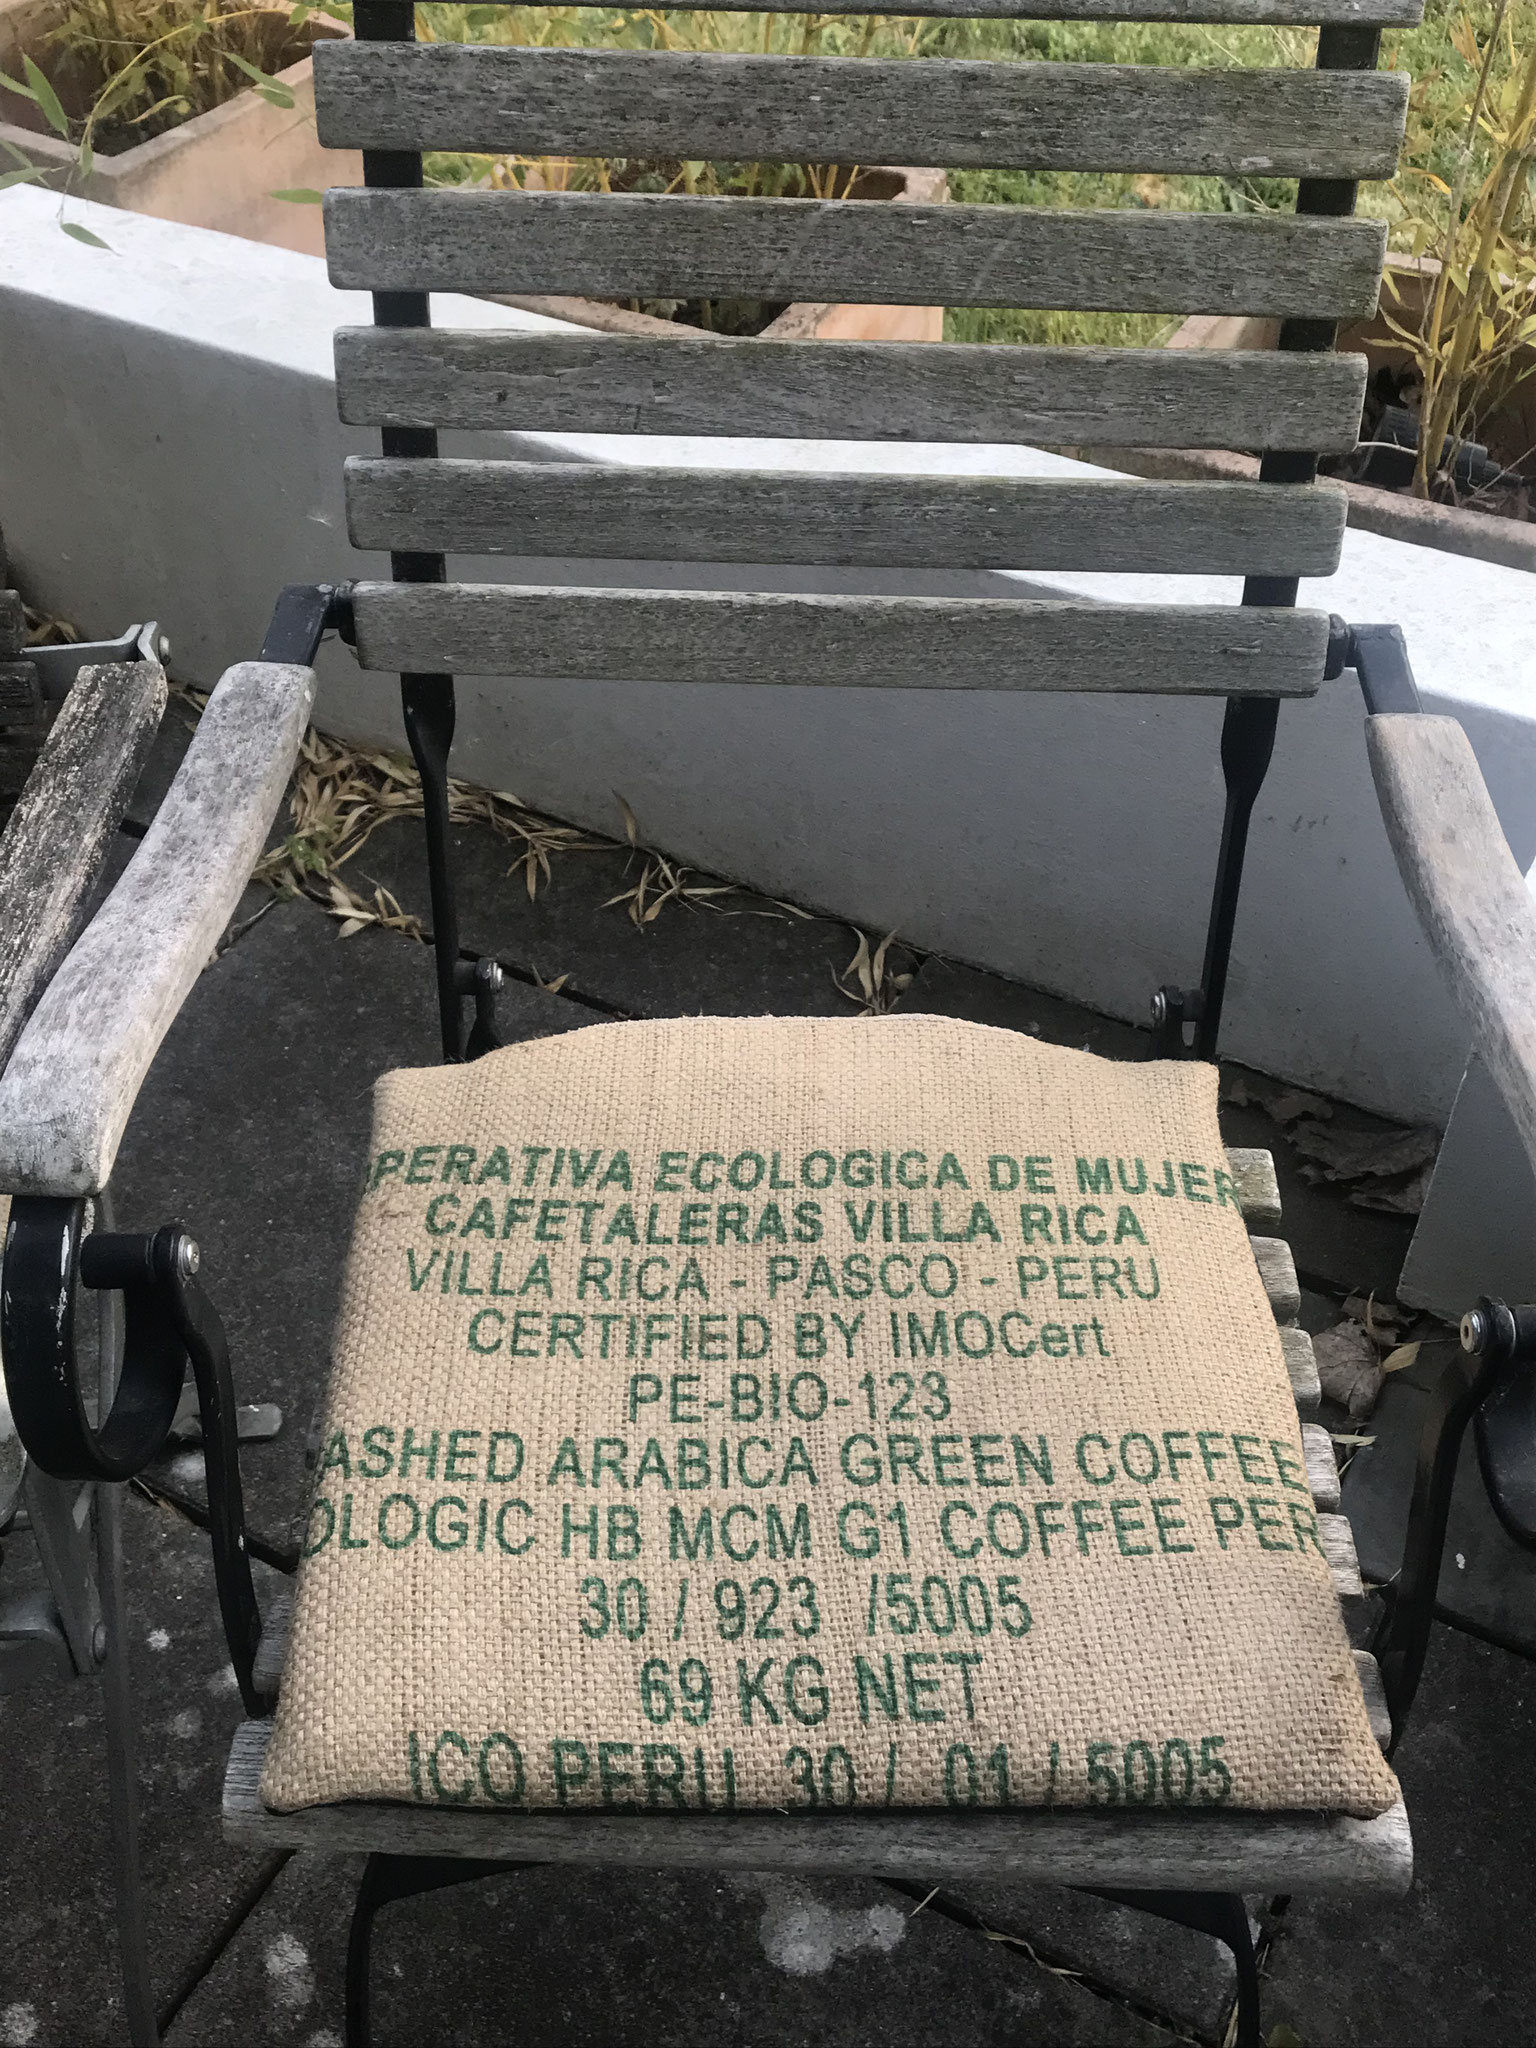 PERATIVA ECOLOGICA DE MUJER
CAFETALERAS VILLA RICA
VILLA RICA - PASCO - PERU
CERTIFIED BY IMOCert
PE-BIO-123
ASHED ARABICA GREEN COFFEE
OLOGIC HB MCM G1 COFFEE PER
30 / 923 /5005
69 KG NET
ICO PERU 30 / 01 / 5005